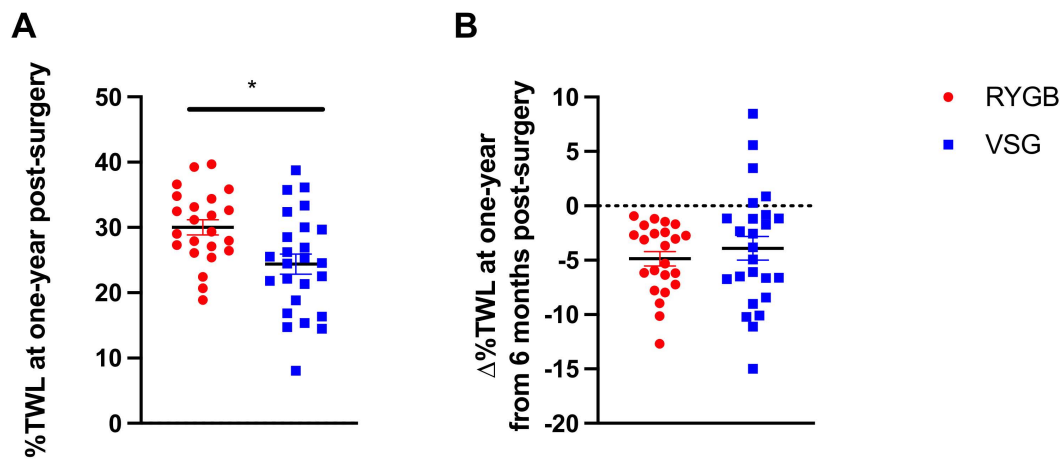 A
%TWL at one-year post-surgery
50
40
30
20
10
0
*
B
Δ%TWL at one-year
from 6 months post-surgery
10
5
0
-5
-10
-15
-20
RYGB
VSG